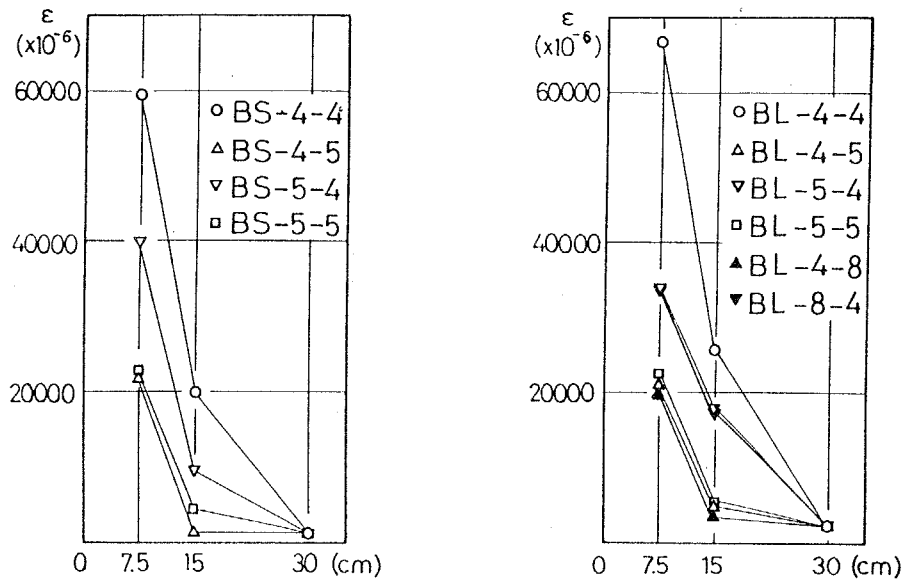 ε
(x10⁻⁶)
60000
40000
20000
0 7.5 15 30 (cm)
BS-4-4
BS-4-5
BS-5-4
BS-5-5
ε
(x10⁻⁶)
60000
40000
20000
0 7.5 15 30 (cm)
BL-4-4
BL-4-5
BL-5-4
BL-5-5
BL-4-8
BL-8-4